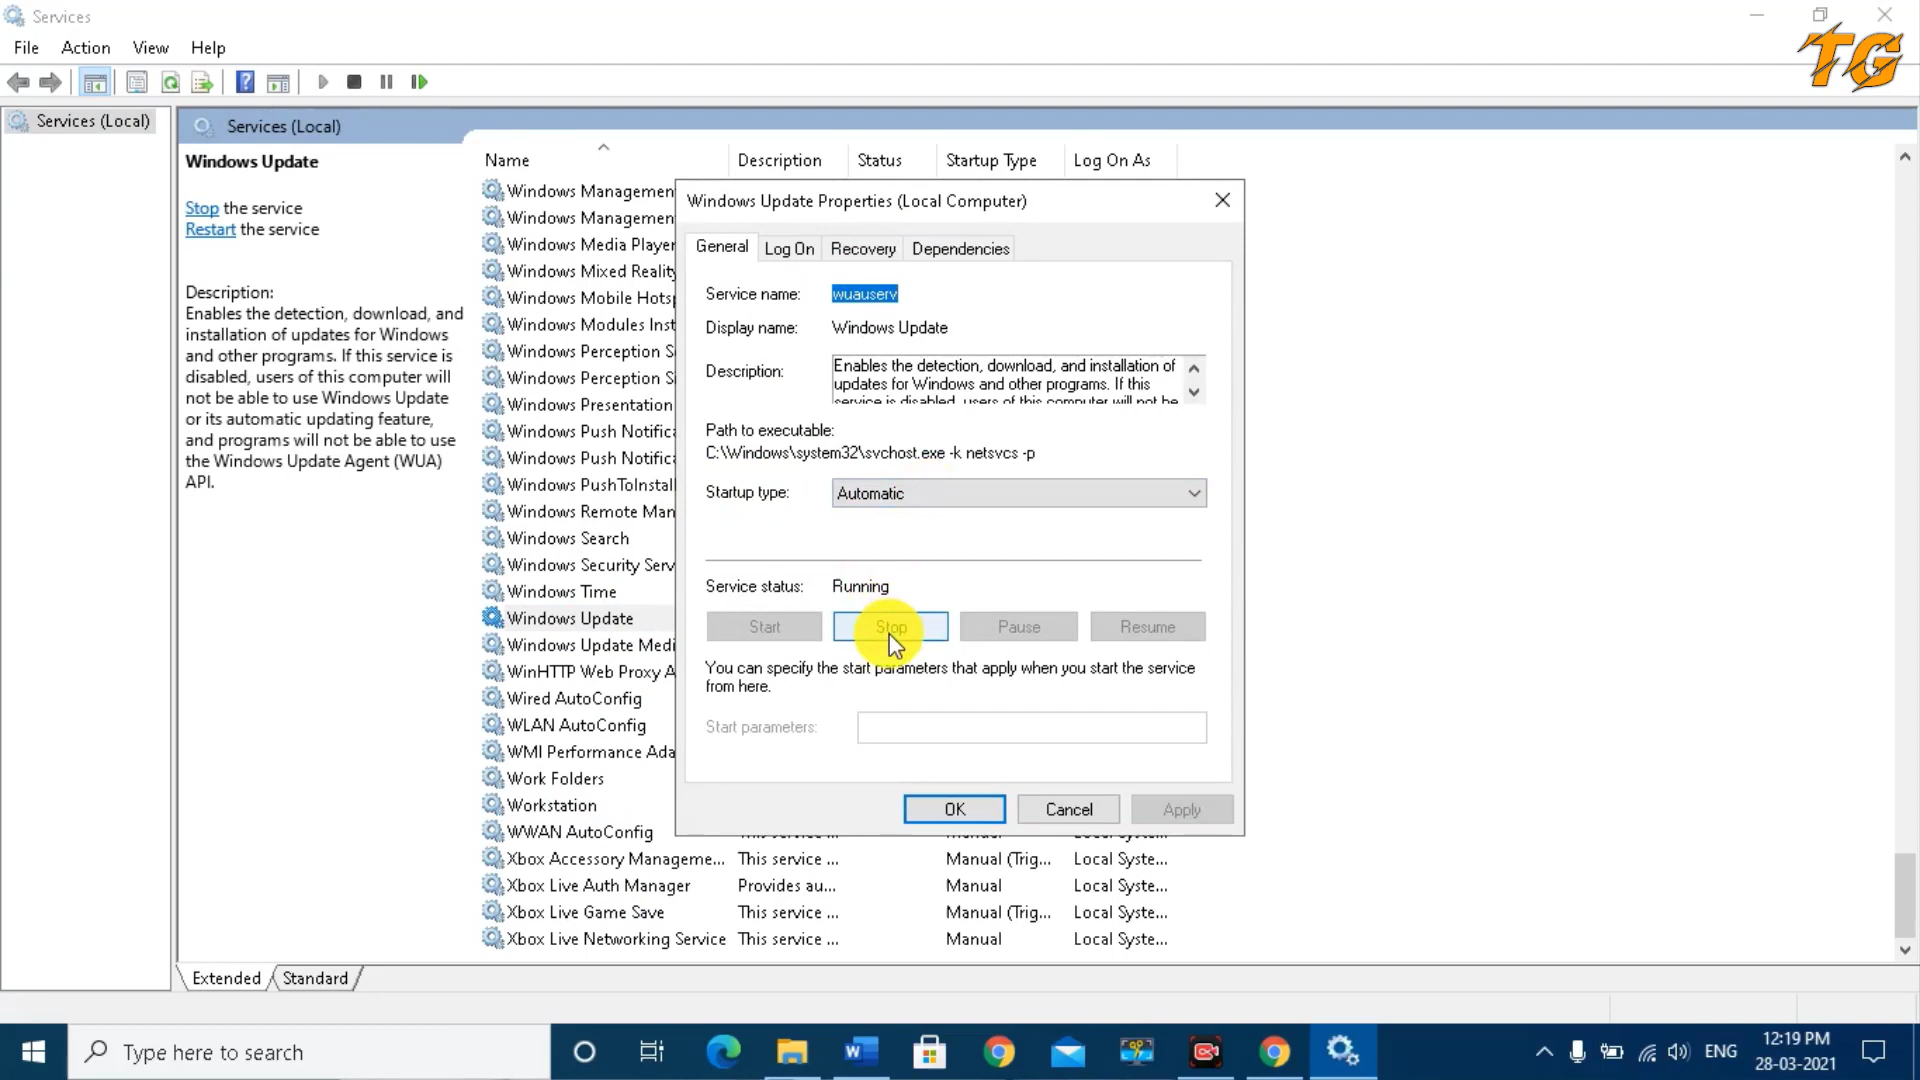 Services
TG
File Action View Help
Services (Local)
Services (Local)
Windows Update
Stop the service
Restart the service
Description:
Enables the detection, download, and
installation of updates for Windows
and other programs. If this service is
disabled, users of this computer will
not be able to use Windows Update
or its automatic updating feature,
and programs will not be able to use
the Windows Update Agent (WUA)
API.
Name Description Status Startup Type Log On As
Windows Managemen
Windows Managemen
Windows Media Player
Windows Mixed Reality
Windows Mobile Hots
Windows Modules Inst
Windows Perception S
Windows Perception Si
Windows Presentation
Windows Push Notifica
Windows Push Notifica
Windows PushToInstall
Windows Remote Man
Windows Search
Windows Security Serv
Windows Time
Windows Update
Windows Update Medi
WinHTTP Web Proxy A
Wired AutoConfig
WLAN AutoConfig
WMI Performance Ada
Work Folders
Workstation
WWAN AutoConfig
Xbox Accessory Manageme... This service ... Manual (Trig... Local Syste...
Xbox Live Auth Manager Provides au... Manual Local Syste...
Xbox Live Game Save This service ... Manual (Trig... Local Syste...
Xbox Live Networking Service This service ... Manual Local Syste...
Windows Update Properties (Local Computer)
General Log On Recovery Dependencies
Service name: wuauserv
Display name: Windows Update
Description: Enables the detection, download, and installation of
updates for Windows and other programs. If this
service is disabled, users of this computer will not be
Path to executable:
C:\Windows\system32\svchost.exe -k netsvcs -p
Startup type: Automatic
Service status: Running
Start Stop Pause Resume
You can specify the start parameters that apply when you start the service
from here.
Start parameters:
OK Cancel Apply
Extended Standard
Type here to search
ENG
12:19 PM
28-03-2021